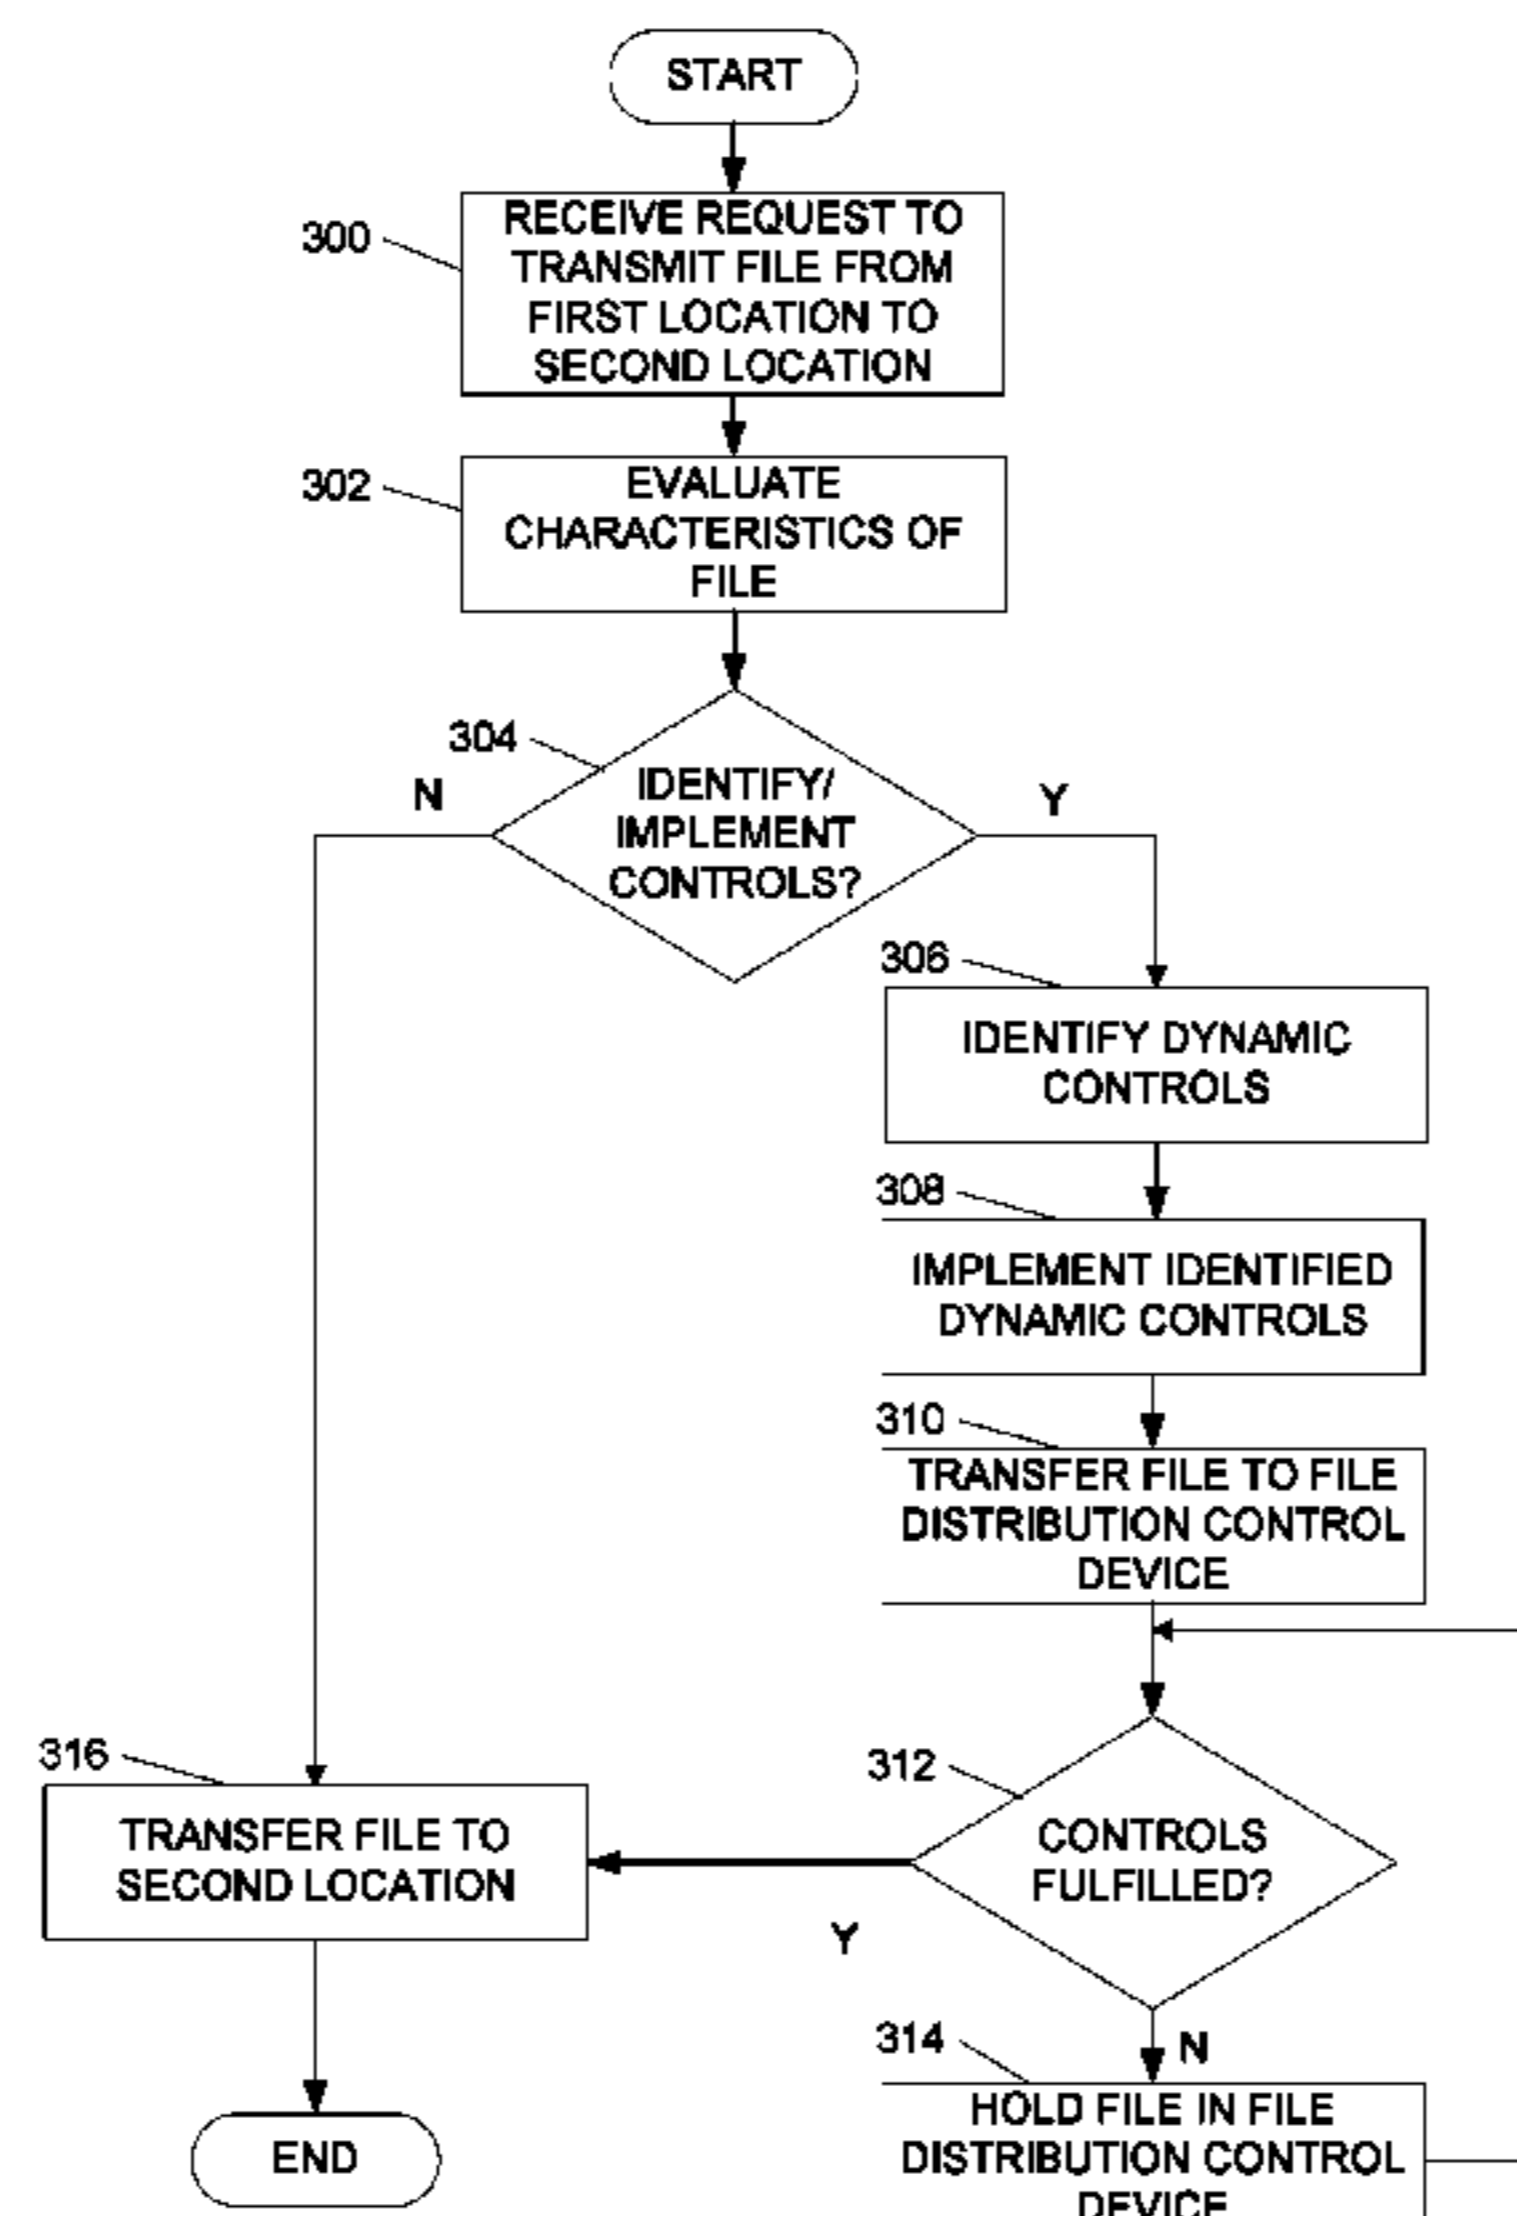 START
300
RECEIVE REQUEST TO
TRANSMIT FILE FROM
FIRST LOCATION TO
SECOND LOCATION
302
EVALUATE
CHARACTERISTICS OF
FILE
304
N
IDENTIFY/
IMPLEMENT
CONTROLS?
Y
306
IDENTIFY DYNAMIC
CONTROLS
308
IMPLEMENT IDENTIFIED
DYNAMIC CONTROLS
310
TRANSFER FILE TO FILE
DISTRIBUTION CONTROL
DEVICE
316
TRANSFER FILE TO
SECOND LOCATION
312
CONTROLS
FULFILLED?
Y
N
314
HOLD FILE IN FILE
DISTRIBUTION CONTROL
DEVICE
END